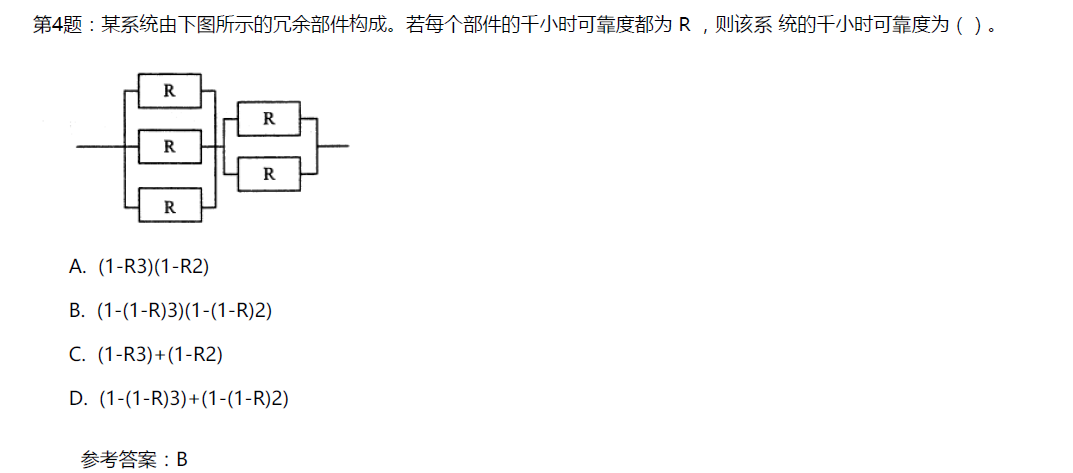 第4题：某系统由下图所示的冗余部件构成。若每个部件的千小时可靠度都为 R ，则该系 统的千小时可靠度为 ( ) 。
R
R
R
R
R
A. (1-R3)(1-R2)
B. (1-(1-R)3)(1-(1-R)2)
C. (1-R3)+(1-R2)
D. (1-(1-R)3)+(1-(1-R)2)
参考答案：B